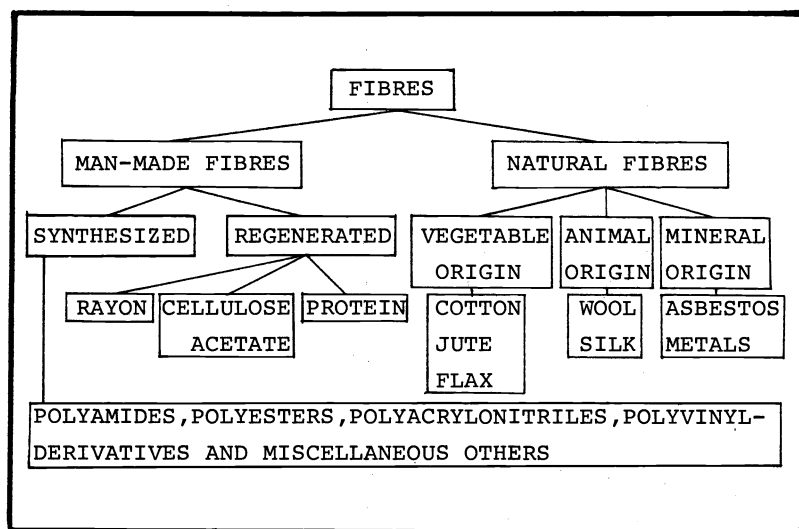 FIBRES
MAN-MADE FIBRES
NATURAL FIBRES
SYNTHESIZED
REGENERATED
VEGETABLE
ORIGIN
ANIMAL
ORIGIN
MINERAL
ORIGIN
RAYON
CELLULOSE
ACETATE
PROTEIN
COTTON
JUTE
FLAX
WOOL
SILK
ASBESTOS
METALS
POLYAMIDES,POLYESTERS,POLYACRYLONITRILES,POLYVINYL-
DERIVATIVES AND MISCELLANEOUS OTHERS